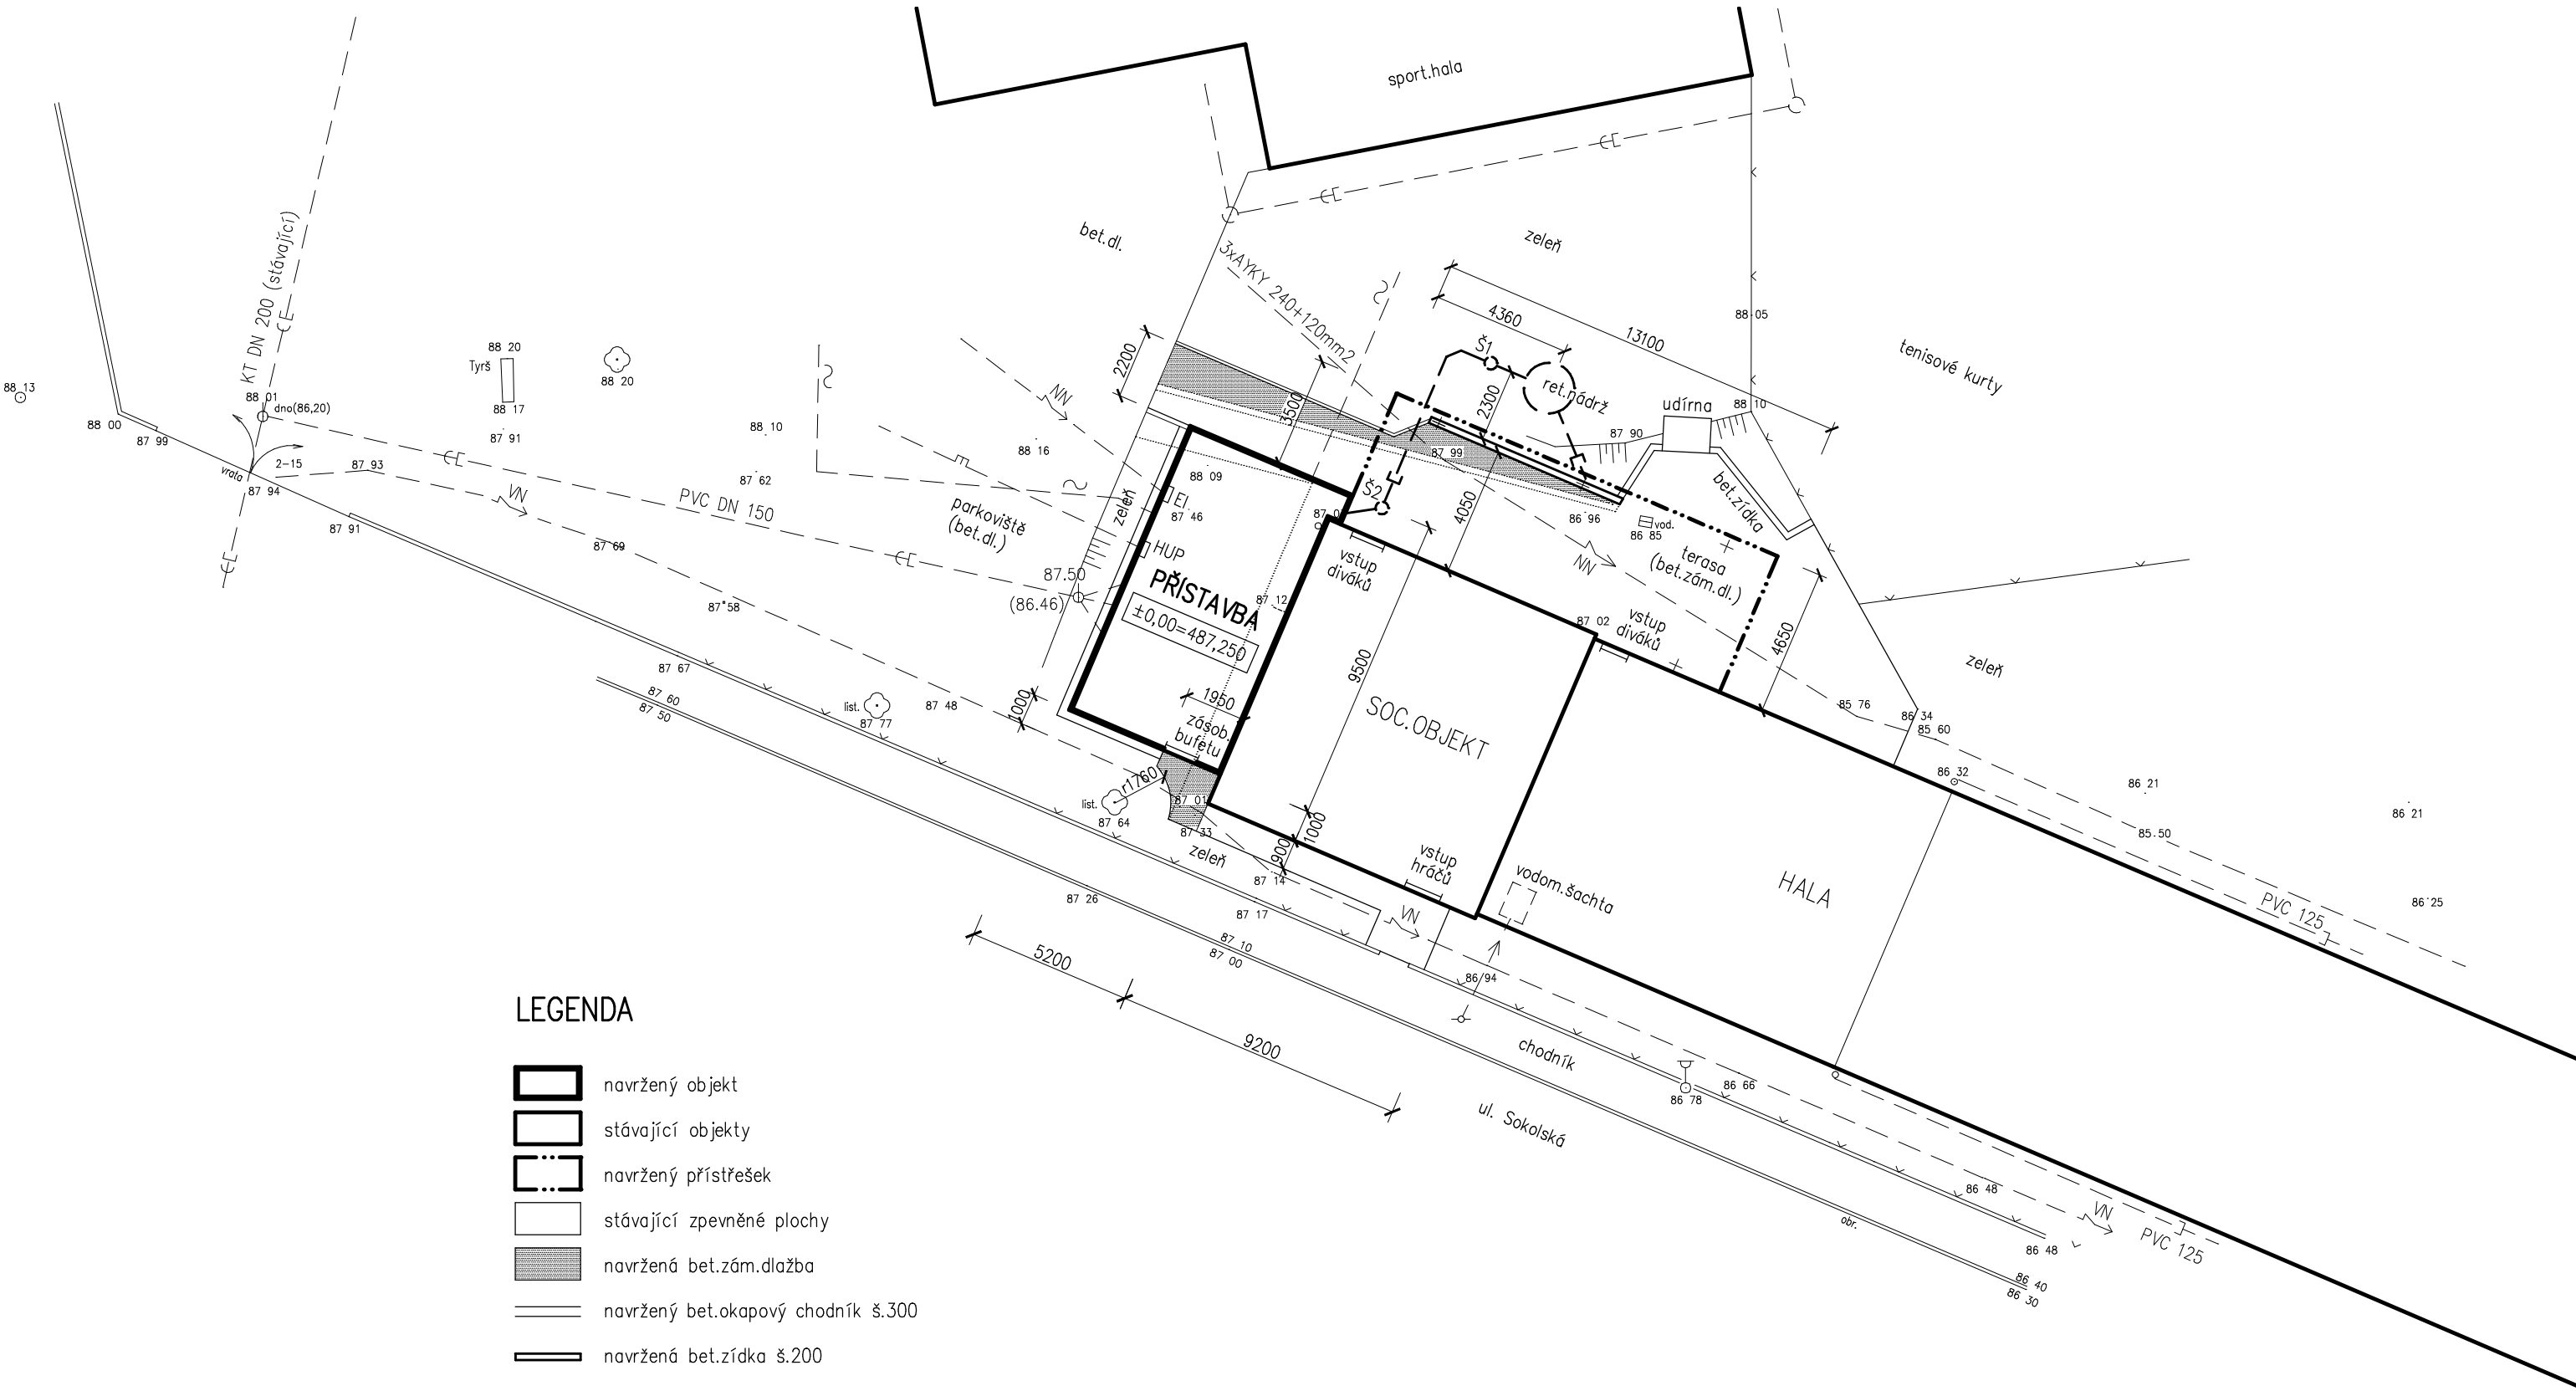 sport.hala
bet.dl.
zeleň
3xAYKY 240+120mm2
KT DN 200 (stávající)
88 13
88 00
87 99
88 01
dno(86,20)
vrata
87 94
2-15
87 93
Tyrš
88 20
88 17
87 91
88 20
88 10
87 62
88 16
88 05
tenisové kurty
4360
13100
2200
3500
2300
Š1
ret.nádrž
udírna
88 10
87 90
bet.zídka
NN
88 09
87 99
Š2
4050
86 96
vod.
86 85
terasa
(bet.zám.dl.)
VN
PVC DN 150
87 91
87 69
87 58
parkoviště
(bet.dl.)
zeleň
El.
87 46
HUP
87.50
(86.46)
PŘÍSTAVBA
±0,00=487,250
87 12
vstup
diváků
NN
87 02
vstup
diváků
4650
zeleň
87 67
87 60
87 50
list.
87 77
87 48
1000
1950
zásob.
bufetu
9500
SOC.OBJEKT
85 76
86 34
85 60
86 32
86 21
86 21
85.50
86 25
r1760
list.
87 64
87 01
87 33
zeleň
900
1000
87 14
87 26
87 17
87 10
87 00
vstup
hráčů
vodom.šachta
HALA
PVC 125
VN
86 94
5200
9200
chodník
ul. Sokolská
86 66
86 78
86 48
VN
PVC 125
obr.
86 48
86 40
86 30
LEGENDA
navržený objekt
stávající objekty
navržený přístřešek
stávající zpevněné plochy
navržená bet.zám.dlažba
navržený bet.okapový chodník š.300
navržená bet.zídka š.200